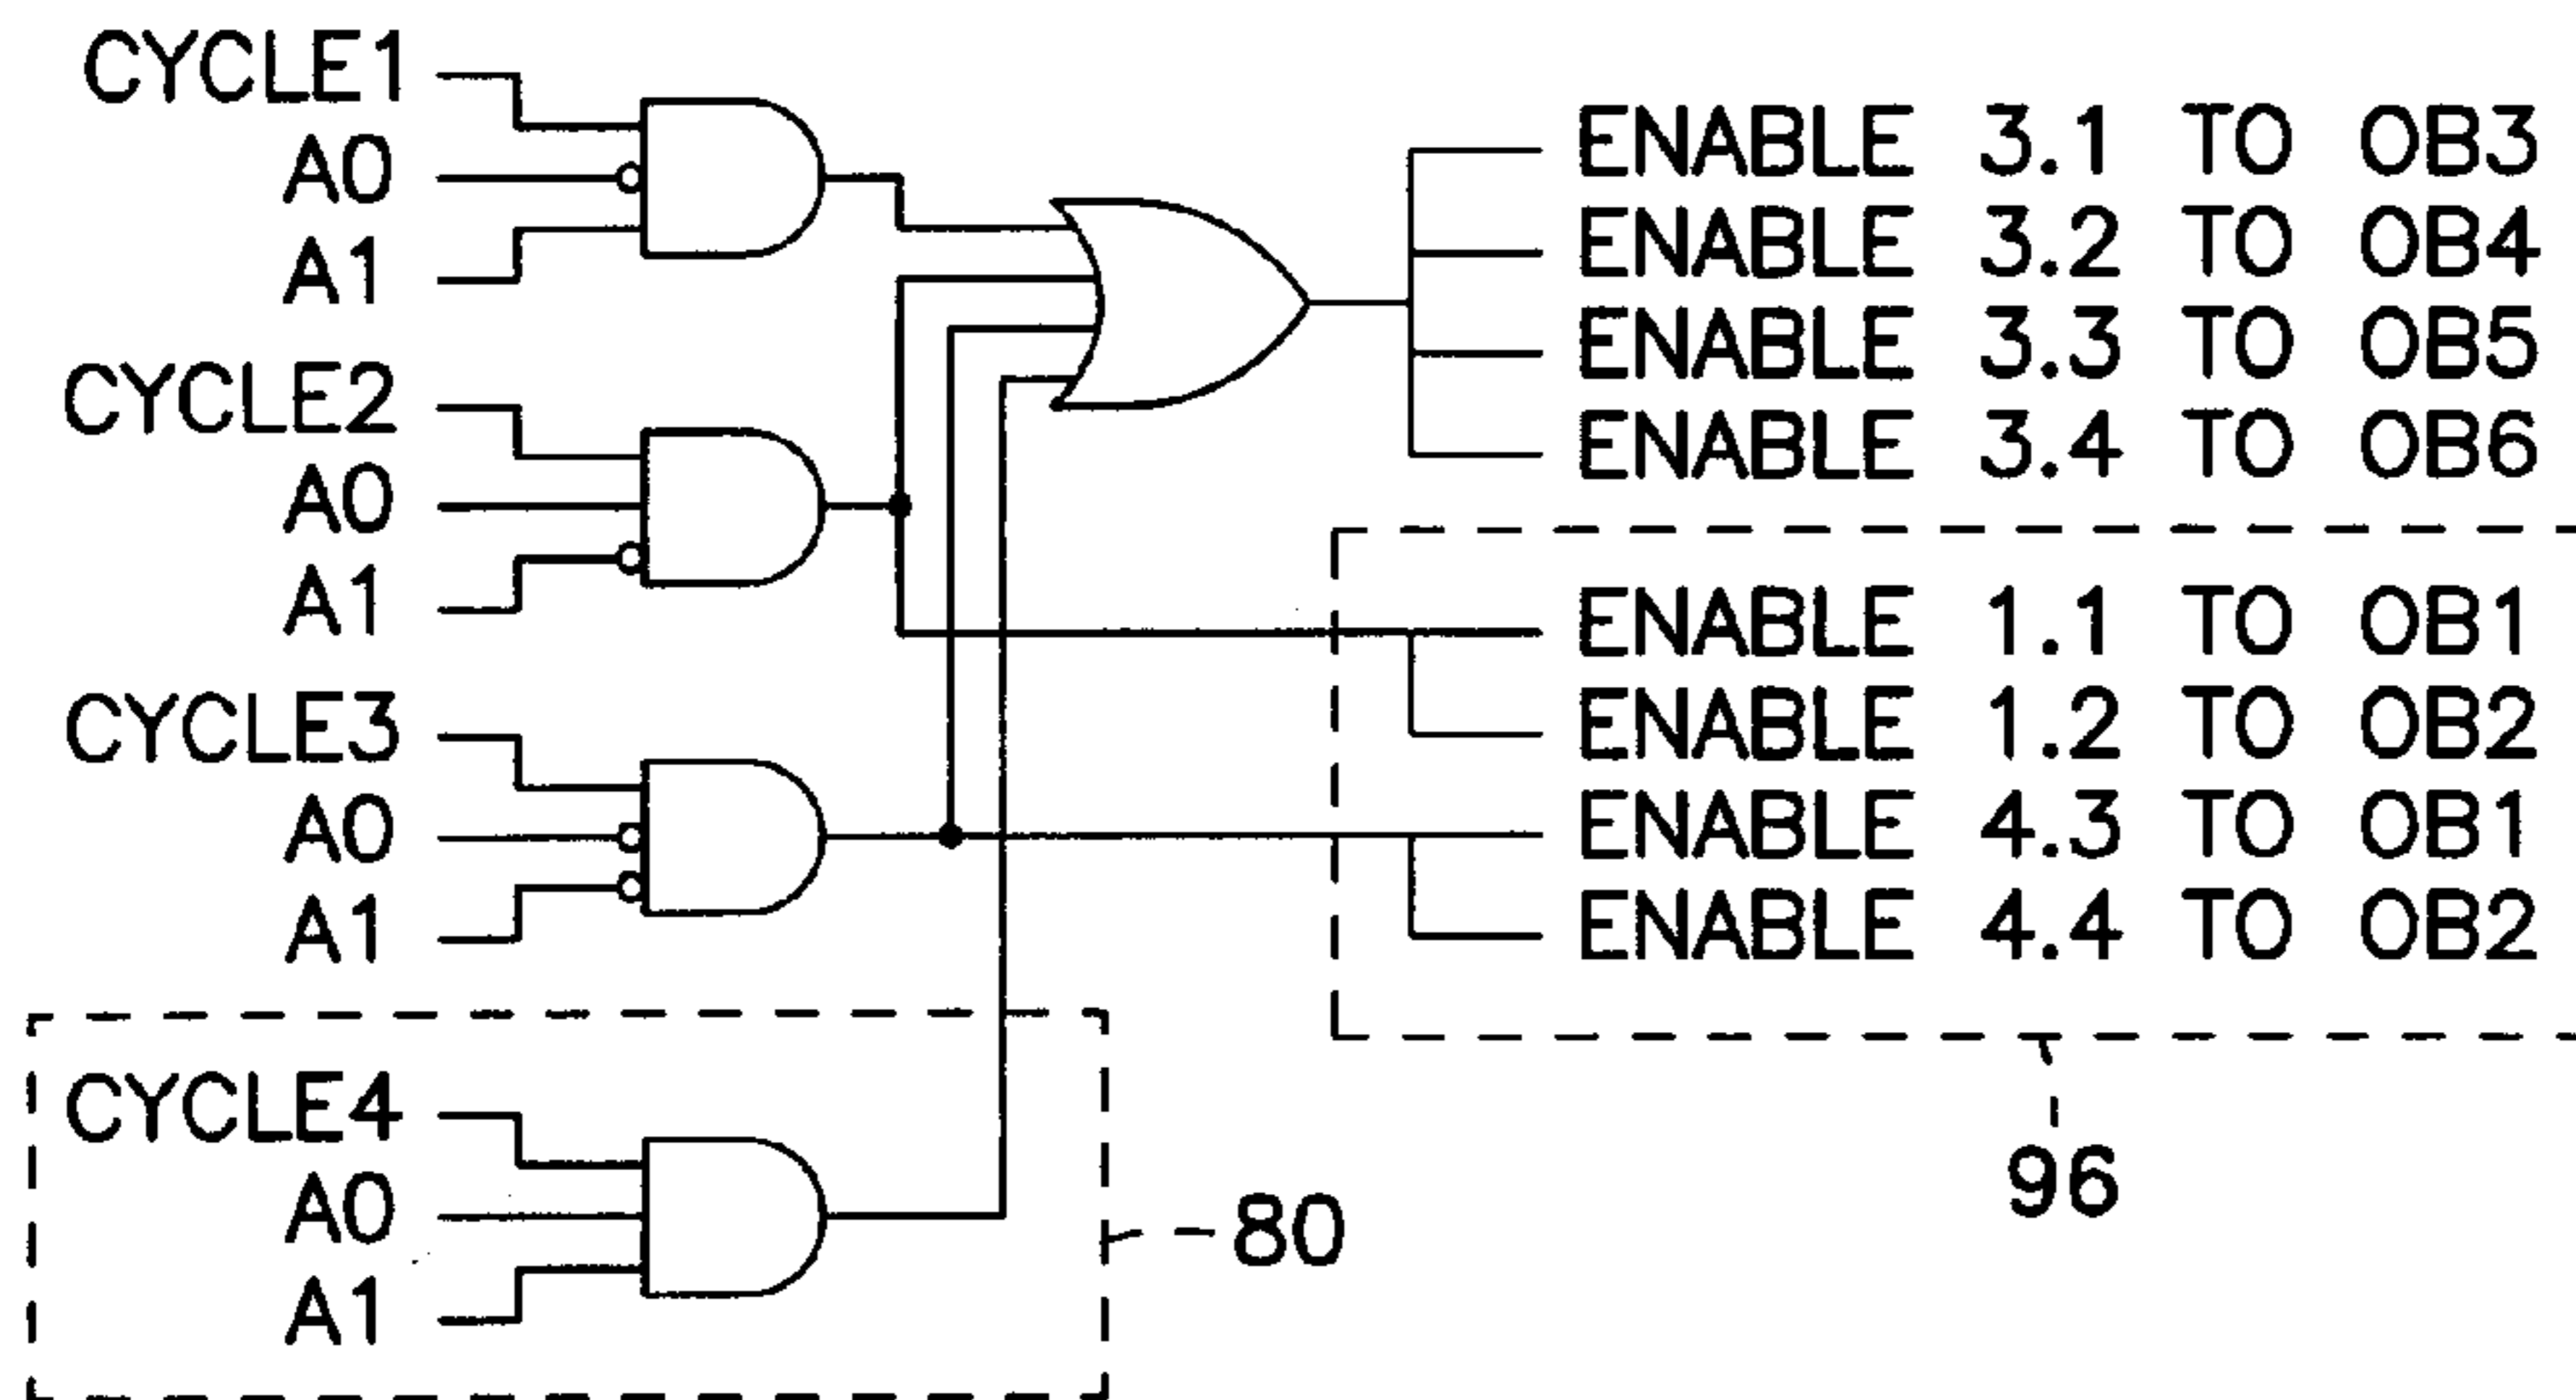 CYCLE1
A0
A1
CYCLE2
A0
A1
CYCLE3
A0
A1
CYCLE4
A0
A1
80
ENABLE 3.1 TO OB3
ENABLE 3.2 TO OB4
ENABLE 3.3 TO OB5
ENABLE 3.4 TO OB6
ENABLE 1.1 TO OB1
ENABLE 1.2 TO OB2
ENABLE 4.3 TO OB1
ENABLE 4.4 TO OB2
96